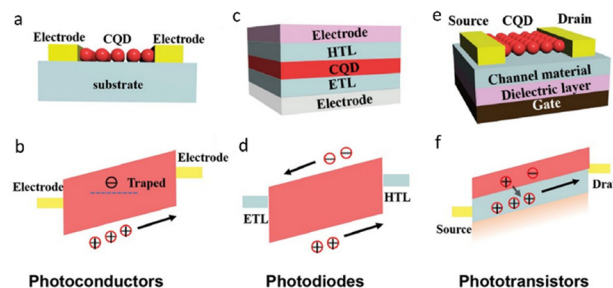 a
Electrode CQD Electrode
substrate
b
Electrode
Traped
Electrode
c
Electrode
HTL
CQD
ETL
Electrode
d
ETL
HTL
e
Source CQD Drain
Channel material
Dielectric layer
Gate
f
Source
Dra
Photoconductors Photodiodes Phototransistors